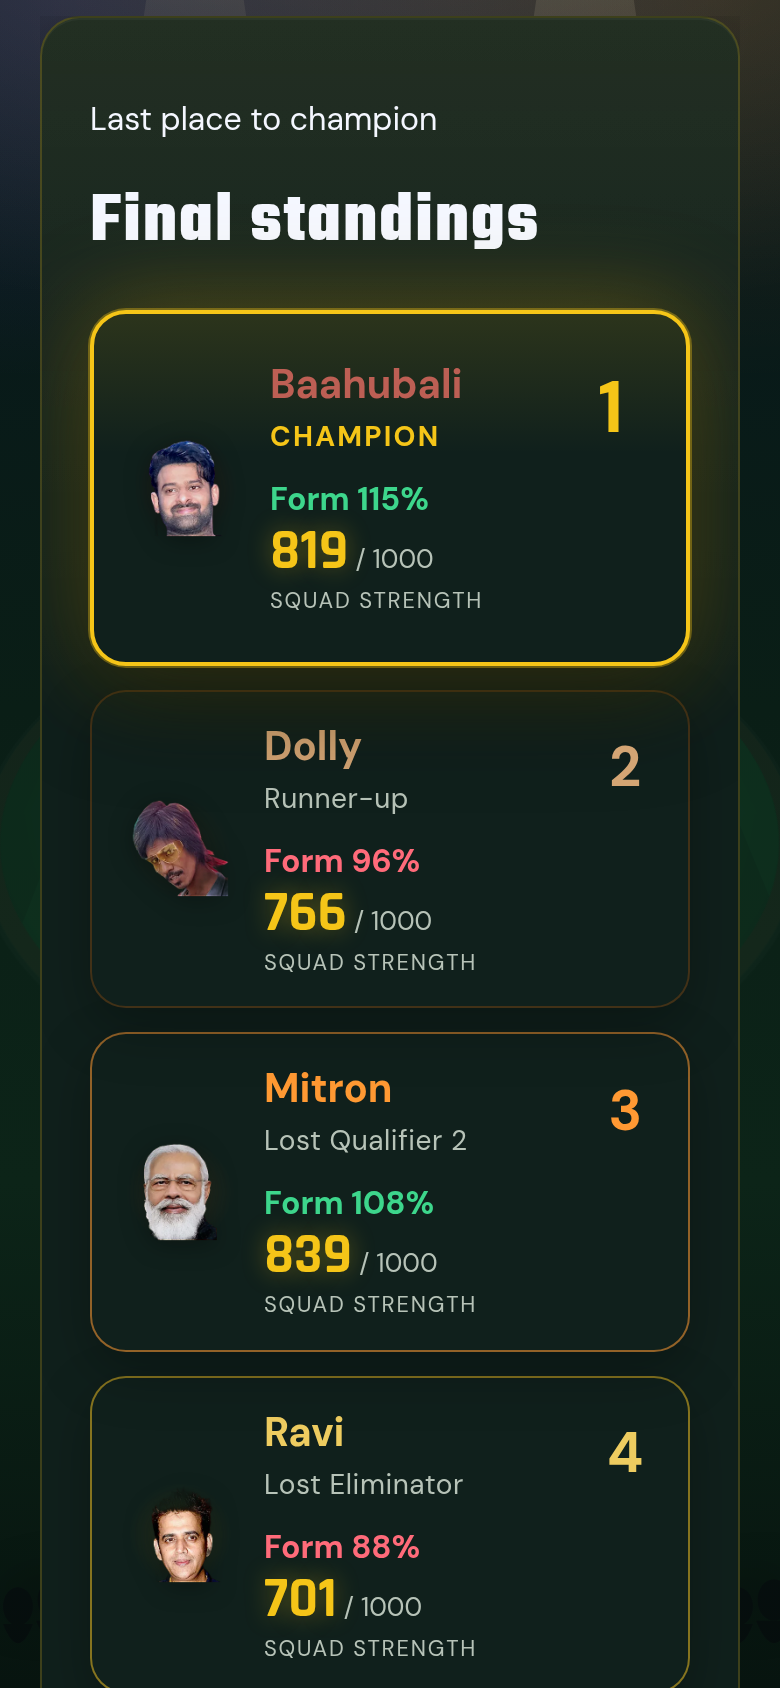 Last place to champion
Final standings
Baahubali
1
CHAMPION
Form 115%
819 / 1000
SQUAD STRENGTH
Dolly
2
Runner-up
Form 96%
766 / 1000
SQUAD STRENGTH
Mitron
3
Lost Qualifier 2
Form 108%
839 / 1000
SQUAD STRENGTH
Ravi
4
Lost Eliminator
Form 88%
701 / 1000
SQUAD STRENGTH